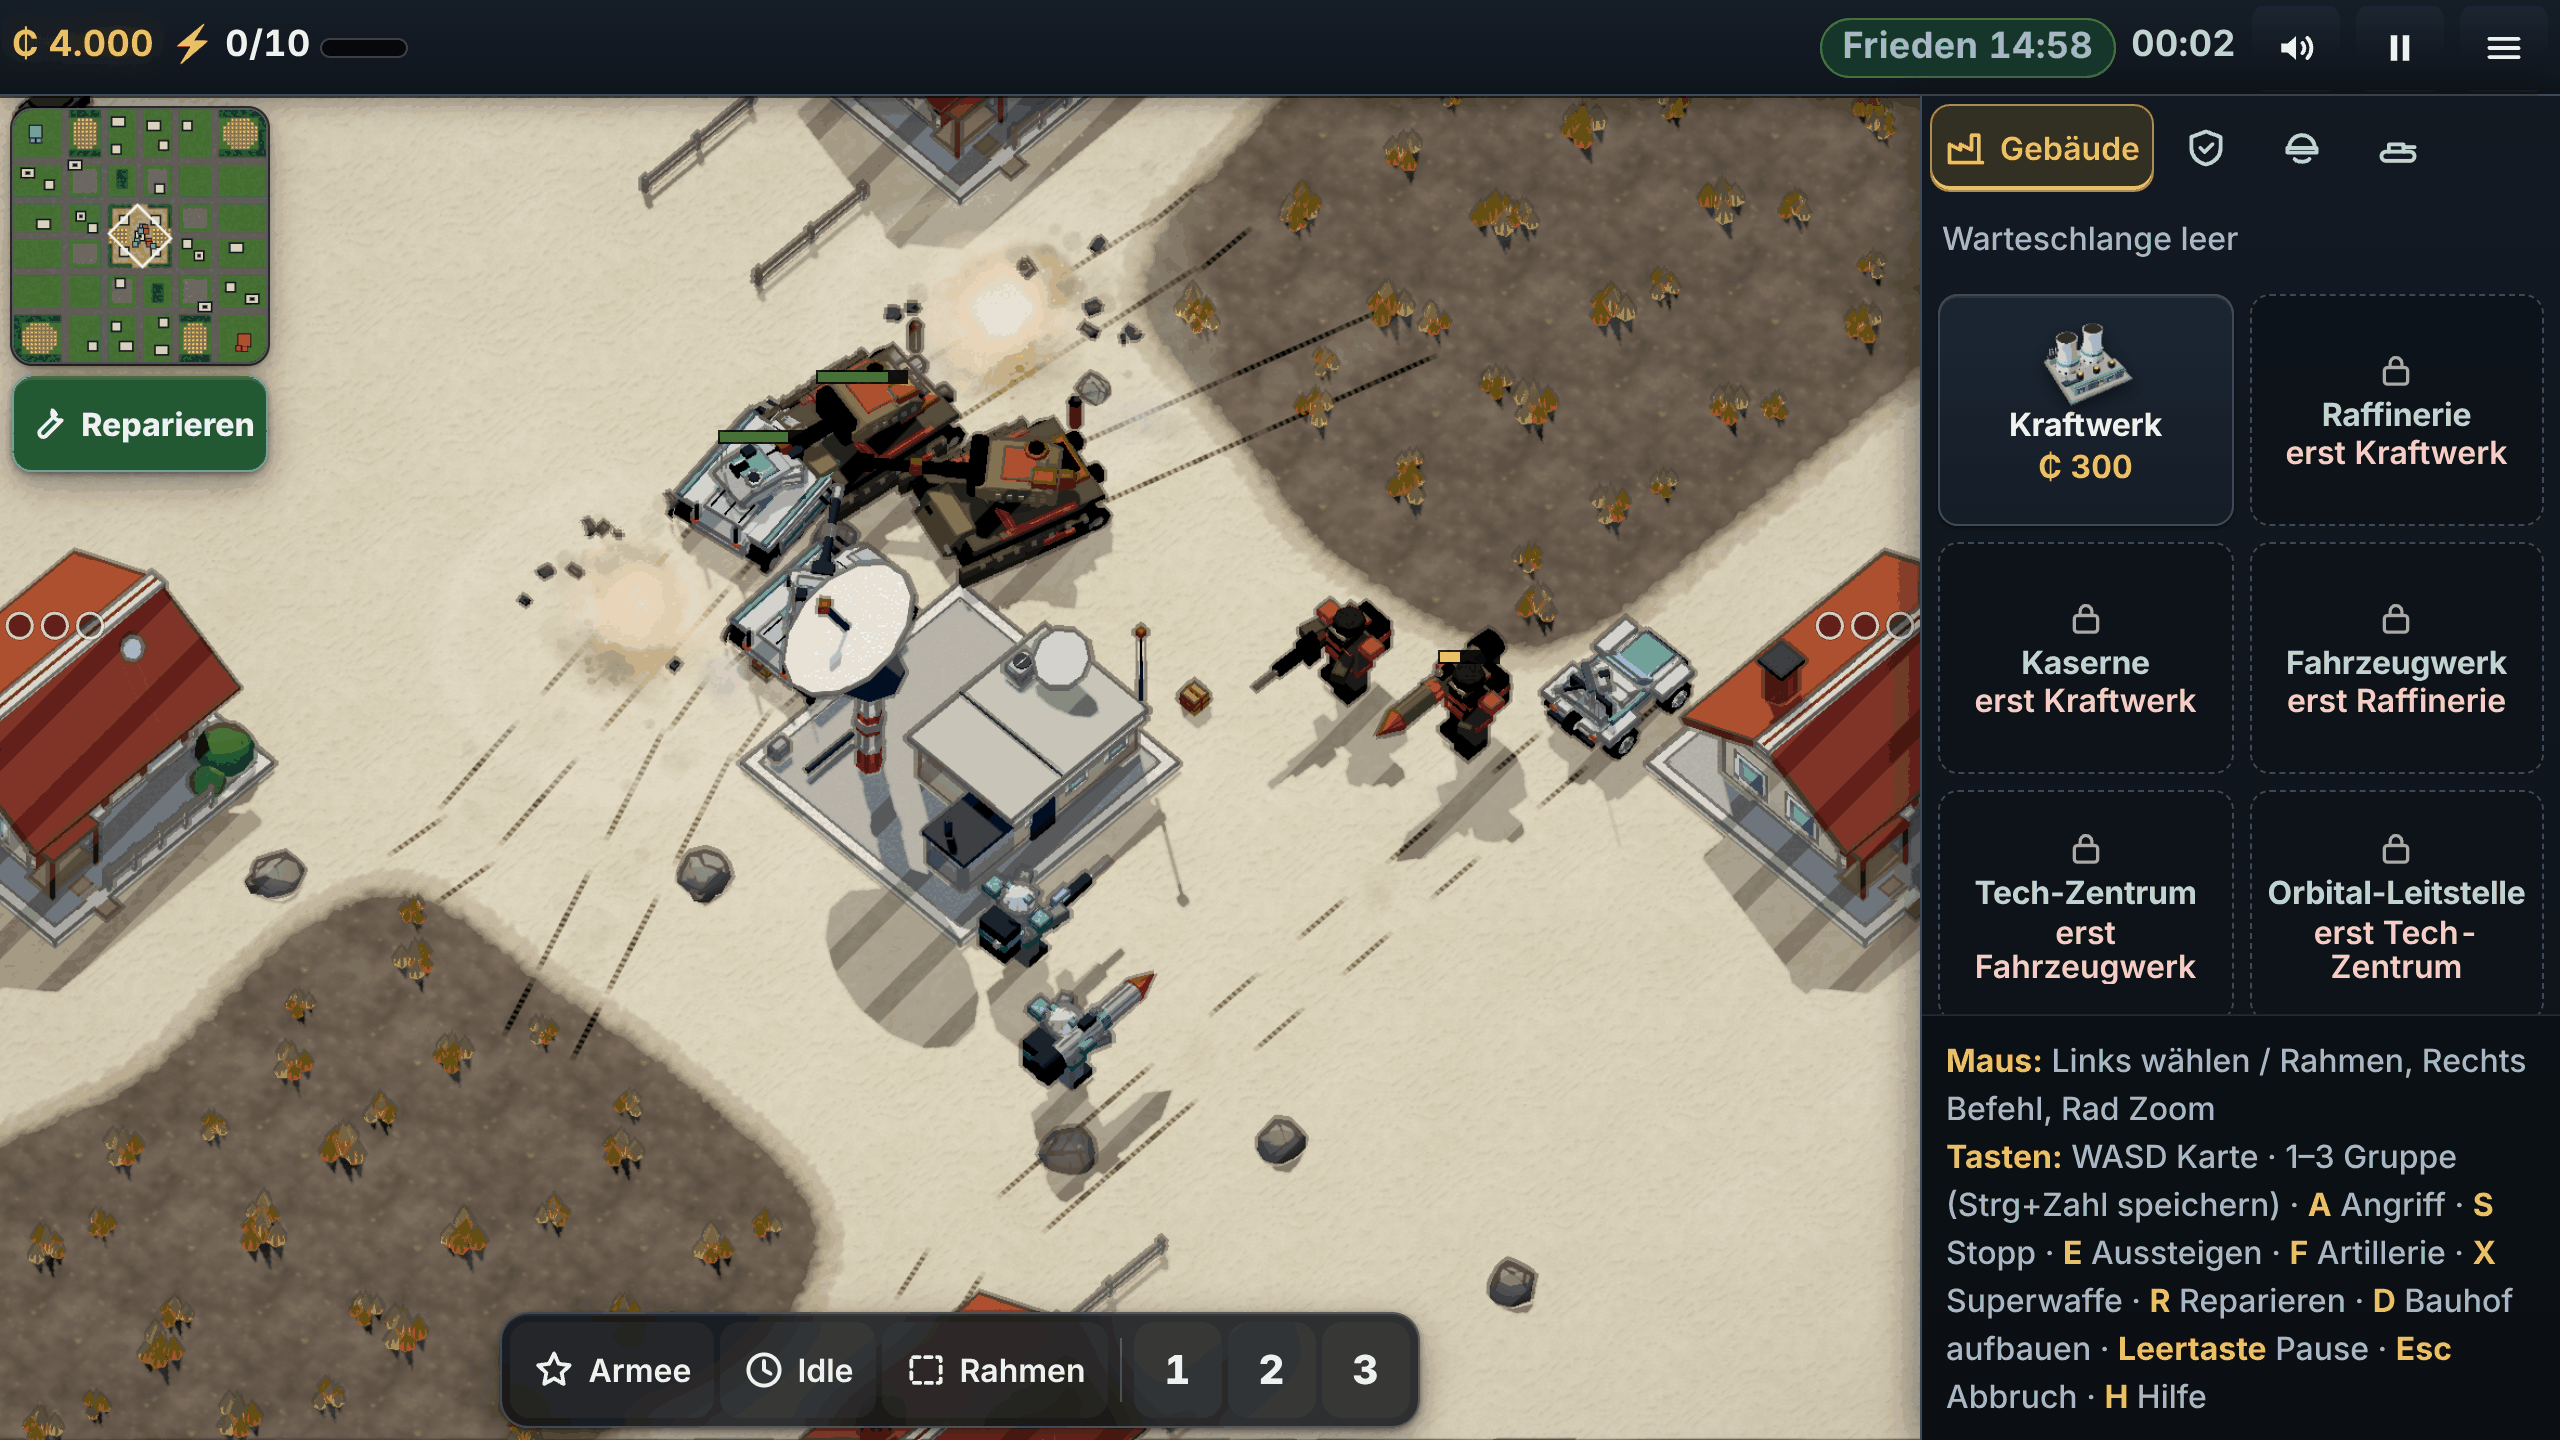 ₵ 4.000 ⚡ 0/10
Frieden 14:58 00:02
Reparieren
Gebäude
Warteschlange leer
Kraftwerk
₵ 300
Raffinerie
erst Kraftwerk
Kaserne
erst Kraftwerk
Fahrzeugwerk
erst Raffinerie
Tech-Zentrum
erst
Fahrzeugwerk
Orbital-Leitstelle
erst Tech-
Zentrum
Maus: Links wählen / Rahmen, Rechts
Befehl, Rad Zoom
Tasten: WASD Karte · 1–3 Gruppe
(Strg+Zahl speichern) · A Angriff · S
Stopp · E Aussteigen · F Artillerie · X
Superwaffe · R Reparieren · D Bauhof
aufbauen · Leertaste Pause · Esc
Abbruch · H Hilfe
Armee Idle Rahmen 1 2 3